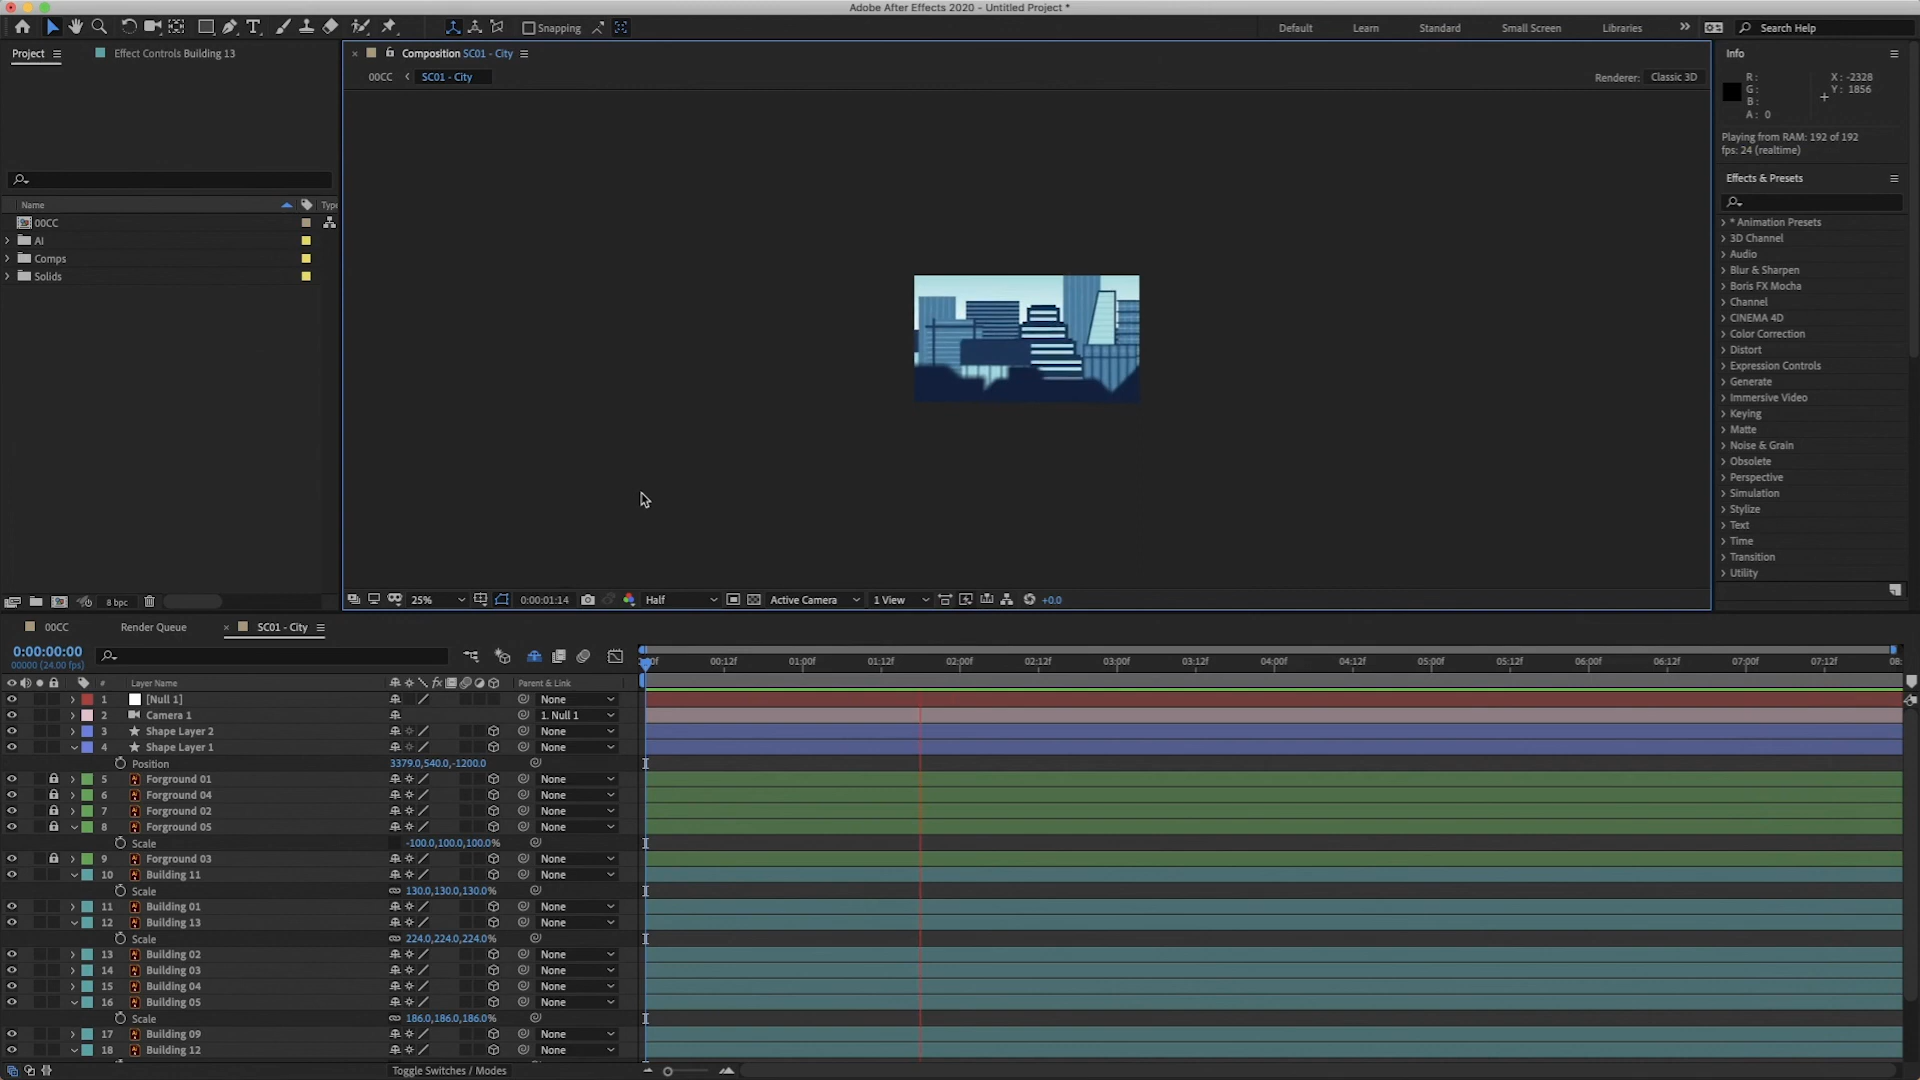 Adobe After Effects 2020 - Untitled Project *
Snapping
Default
Learn
Standard
Small Screen
Libraries
Search Help
Project
Effect Controls Building 13
Composition SC01 - City
Info
00CC
SC01 - City
Renderer:
Classic 3D
R:
G:
B:
A: 0
X: -2328
Y: 1856
Playing from RAM: 192 of 192
fps: 24 (realtime)
Effects & Presets
Name
Type
00CC
AI
Comps
Solids
* Animation Presets
3D Channel
Audio
Blur & Sharpen
Boris FX Mocha
Channel
CINEMA 4D
Color Correction
Distort
Expression Controls
Generate
Immersive Video
Keying
Matte
Noise & Grain
Obsolete
Perspective
Simulation
Stylize
Text
Time
Transition
Utility
8 bpc
25%
0:00:01:14
Half
Active Camera
1 View
+0.0
00CC
Render Queue
SC01 - City
0:00:00:00
00000 (24.00 fps)
00:12f
01:00f
01:12f
02:00f
02:12f
03:00f
03:12f
04:00f
04:12f
05:00f
05:12f
06:00f
06:12f
07:00f
07:12f
08:
#
Layer Name
fx
Parent & Link
1 [Null 1] None
2 Camera 1 1. Null 1
3 Shape Layer 2 None
4 Shape Layer 1 None
Position 3379.0,540.0,-1200.0
5 Forground 01 None
6 Forground 04 None
7 Forground 02 None
8 Forground 05 None
Scale -100.0,100.0,100.0%
9 Forground 03 None
10 Building 11 None
Scale 130.0,130.0,130.0%
11 Building 01 None
12 Building 13 None
Scale 224.0,224.0,224.0%
13 Building 02 None
14 Building 03 None
15 Building 04 None
16 Building 05 None
Scale 186.0,186.0,186.0%
17 Building 09 None
18 Building 12 None
Toggle Switches / Modes